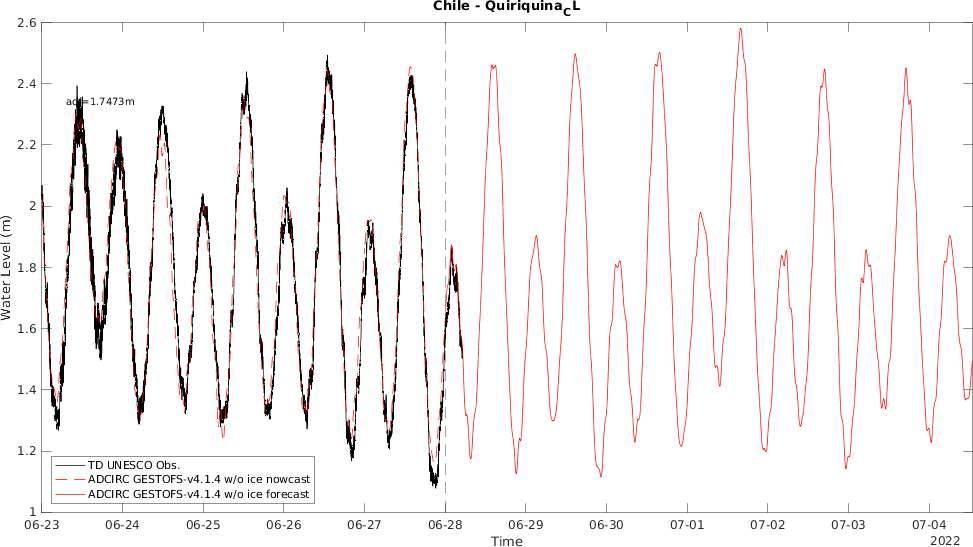 Chile - Quiriquina_CL
2.6
2.4
2.2
2
1.8
1.6
1.4
1.2
1
Water Level (m)
=1.7473m
TD UNESCO Obs.
ADCIRC GESTOFS-v4.1.4 w/o ice nowcast
ADCIRC GESTOFS-v4.1.4 w/o ice forecast
06-23 06-24 06-25 06-26 06-27 06-28 06-29 06-30 07-01 07-02 07-03 07-04
Time
2022